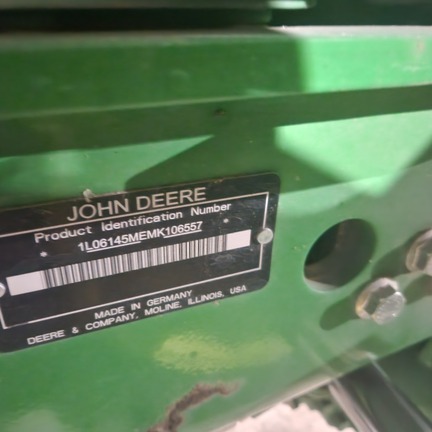 JOHN DEERE
Product Identification Number
*1L06145MEMK106557*
MADE IN GERMANY
DEERE & COMPANY, MOLINE, ILLINOIS, USA